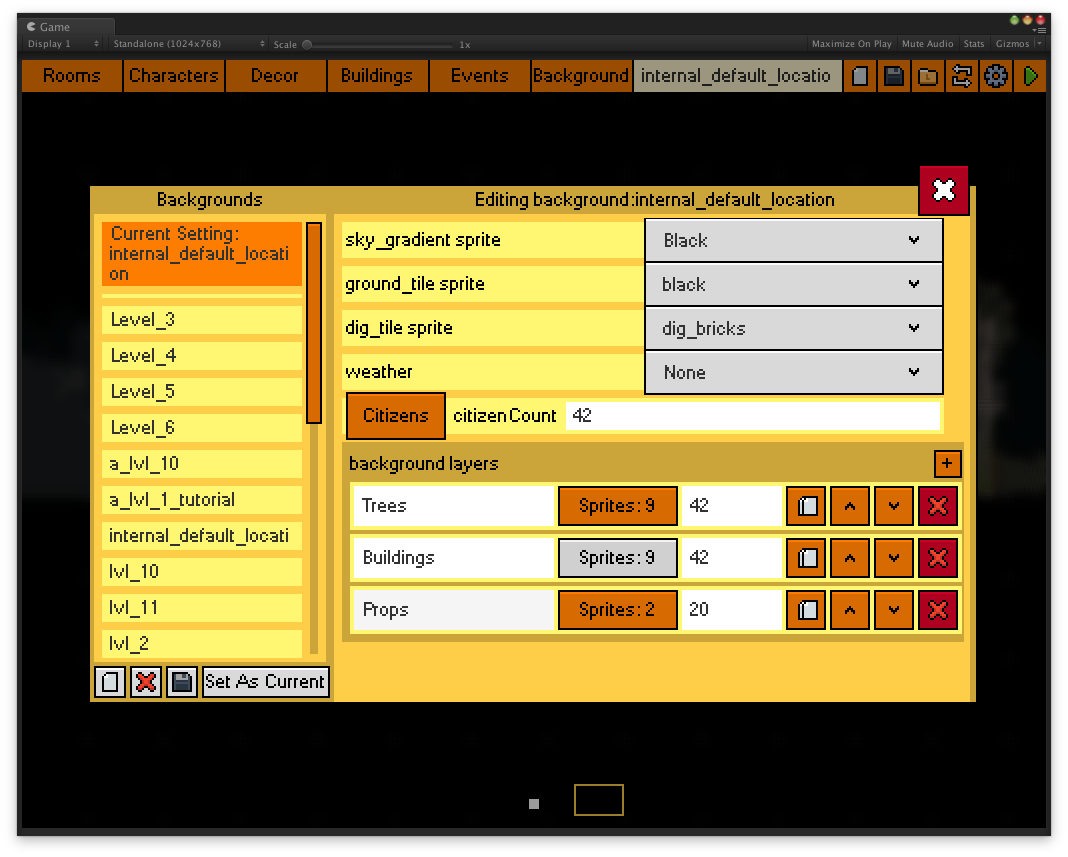 Game
Display 1 Standalone (1024x768) Scale 1x Maximize On Play Mute Audio Stats Gizmos
Rooms Characters Decor Buildings Events Background internal_default_locatio
Backgrounds
Editing background:internal_default_location
Current Setting:
internal_default_locati
on
Level_3
Level_4
Level_5
Level_6
a_lvl_10
a_lvl_1_tutorial
internal_default_locati
lvl_10
lvl_11
lvl_2
Set As Current
sky_gradient sprite Black
ground_tile sprite black
dig_tile sprite dig_bricks
weather None
Citizens citizenCount 42
background layers +
Trees Sprites: 9 42
Buildings Sprites: 9 42
Props Sprites: 2 20